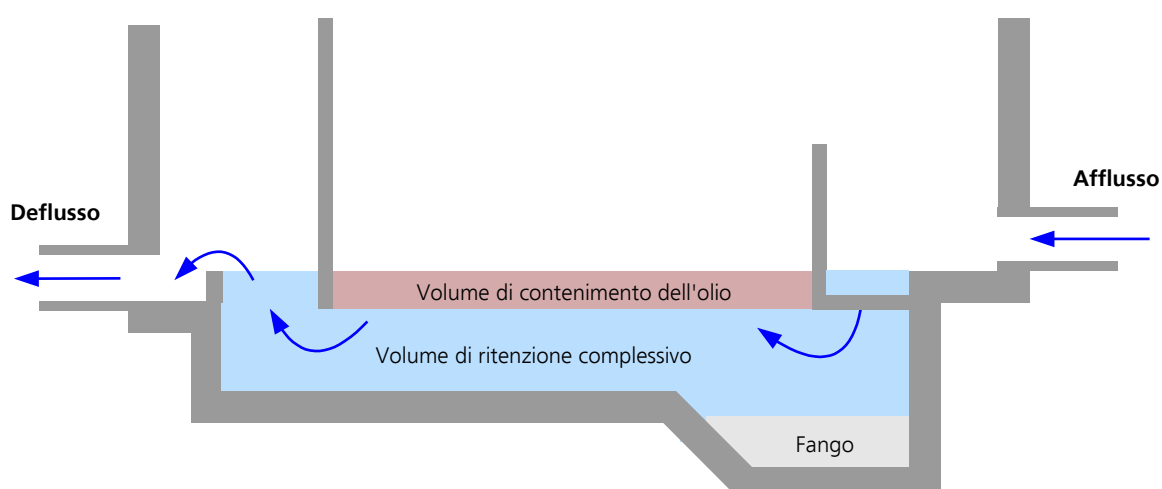 Afflusso
Deflusso
Volume di contenimento dell'olio
Volume di ritenzione complessivo
Fango